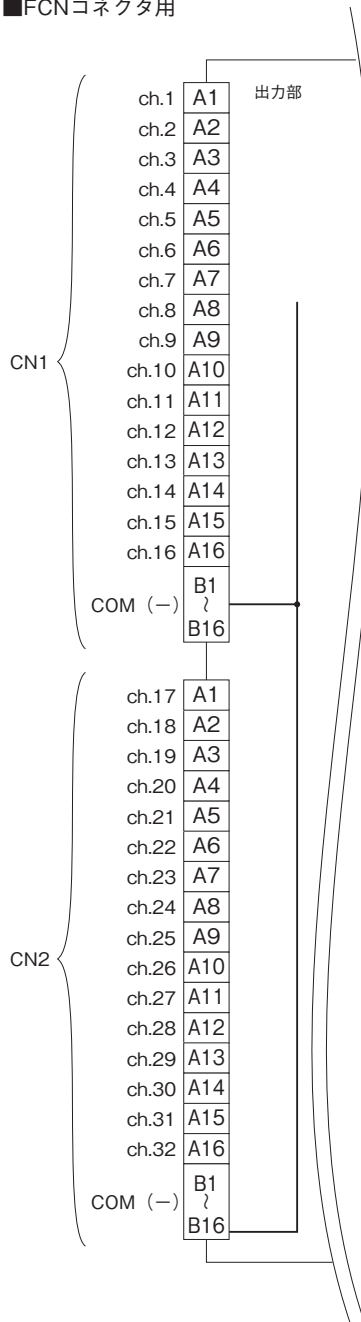 ■FCNコネクタ用
出力部
ch.1 A1
ch.2 A2
ch.3 A3
ch.4 A4
ch.5 A5
ch.6 A6
ch.7 A7
ch.8 A8
ch.9 A9
CN1
ch.10 A10
ch.11 A11
ch.12 A12
ch.13 A13
ch.14 A14
ch.15 A15
ch.16 A16
COM（－） B1 ～ B16
ch.17 A1
ch.18 A2
ch.19 A3
ch.20 A4
ch.21 A5
ch.22 A6
ch.23 A7
ch.24 A8
ch.25 A9
CN2
ch.26 A10
ch.27 A11
ch.28 A12
ch.29 A13
ch.30 A14
ch.31 A15
ch.32 A16
COM（－） B1 ～ B16